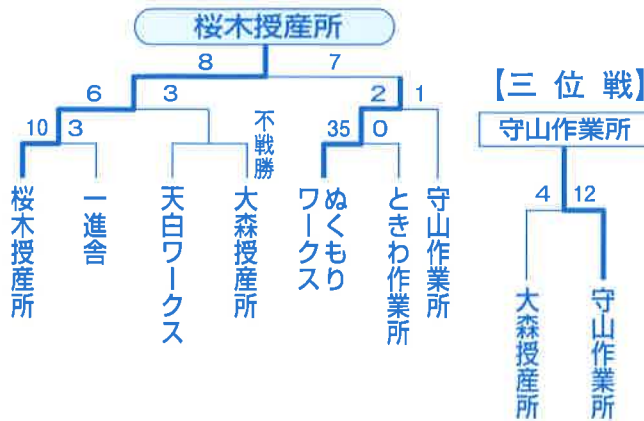 桜木授産所
8 7
6 3 2 1
10 3 不戦勝 35 0
桜木授産所
一進舎
天白ワークス
大森授産所
ぬくもり
ワークス
ときわ作業所
守山作業所
【三位戦】
守山作業所
4 12
大森授産所
守山作業所